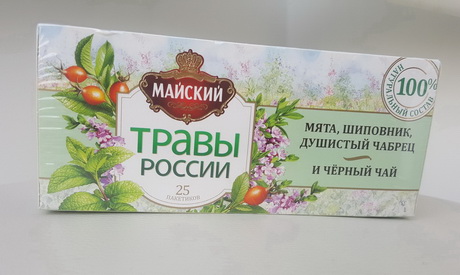 МАЙСКИЙ
ТРАВЫ
РОССИИ
25
ПАКЕТИКОВ
100%
НАТУРАЛЬНЫЙ СОСТАВ
МЯТА, ШИПОВНИК,
ДУШИСТЫЙ ЧАБРЕЦ
И ЧЁРНЫЙ ЧАЙ